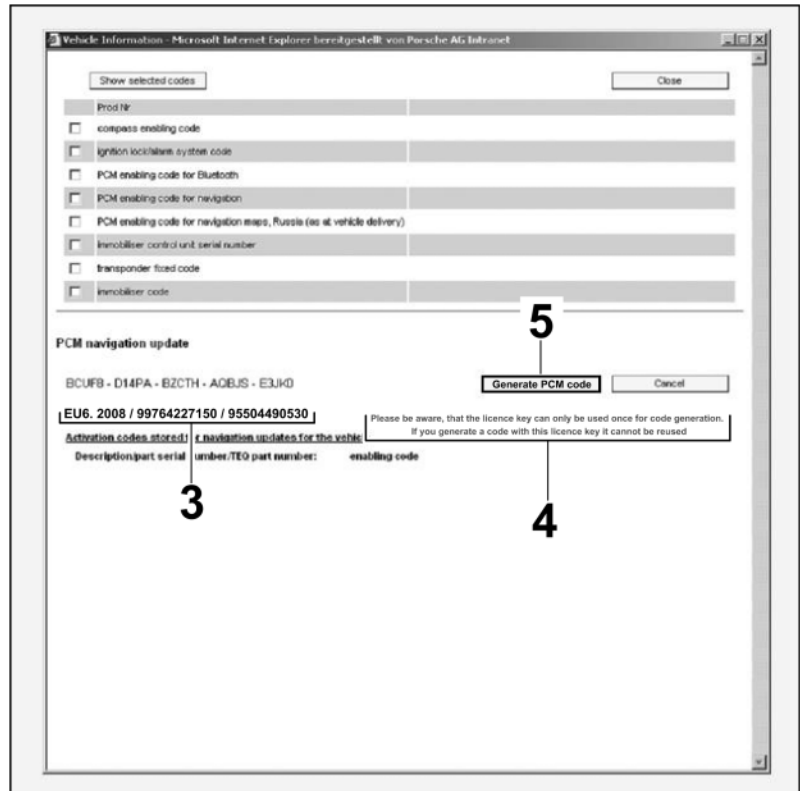 Vehicle Information - Microsoft Internet Explorer bereitgestellt von Porsche AG Intranet
Show selected codes Close
Prod Nr
compass enabling code
ignition lock/alarm system code
PCM enabling code for Bluetooth
PCM enabling code for navigation
PCM enabling code for navigation maps, Russia (as at vehicle delivery)
immobiliser control unit serial number
transponder fixed code
immobiliser code
5
PCM navigation update
BCUF8 - D14PA - BZCTH - AQBJS - E3JKD Generate PCM code Cancel
EU6. 2008 / 99764227150 / 95504490530
Please be aware, that the licence key can only be used once for code generation.
If you generate a code with this licence key it cannot be reused
Activation codes stored r navigation updates for the vehic
Description/part serial umber/TEQ part number: enabling code
3
4